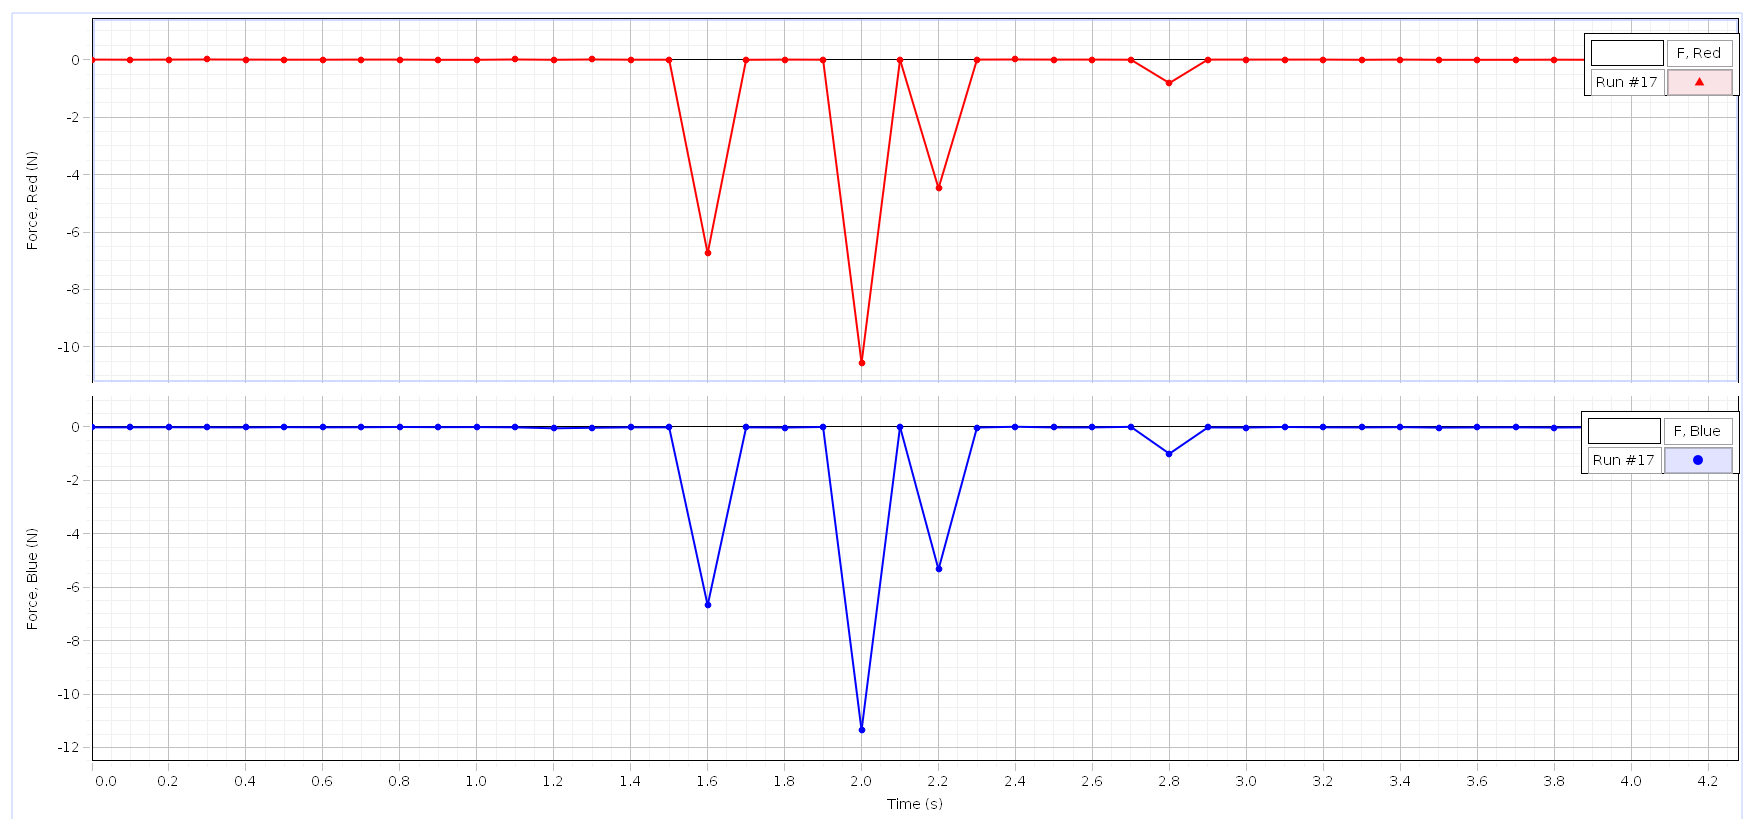 0
-2
-4
-6
-8
-10
Force, Red (N)
F, Red
Run #17
0
-2
-4
-6
-8
-10
-12
Force, Blue (N)
F, Blue
Run #17
0.0 0.2 0.4 0.6 0.8 1.0 1.2 1.4 1.6 1.8 2.0 2.2 2.4 2.6 2.8 3.0 3.2 3.4 3.6 3.8 4.0 4.2
Time (s)